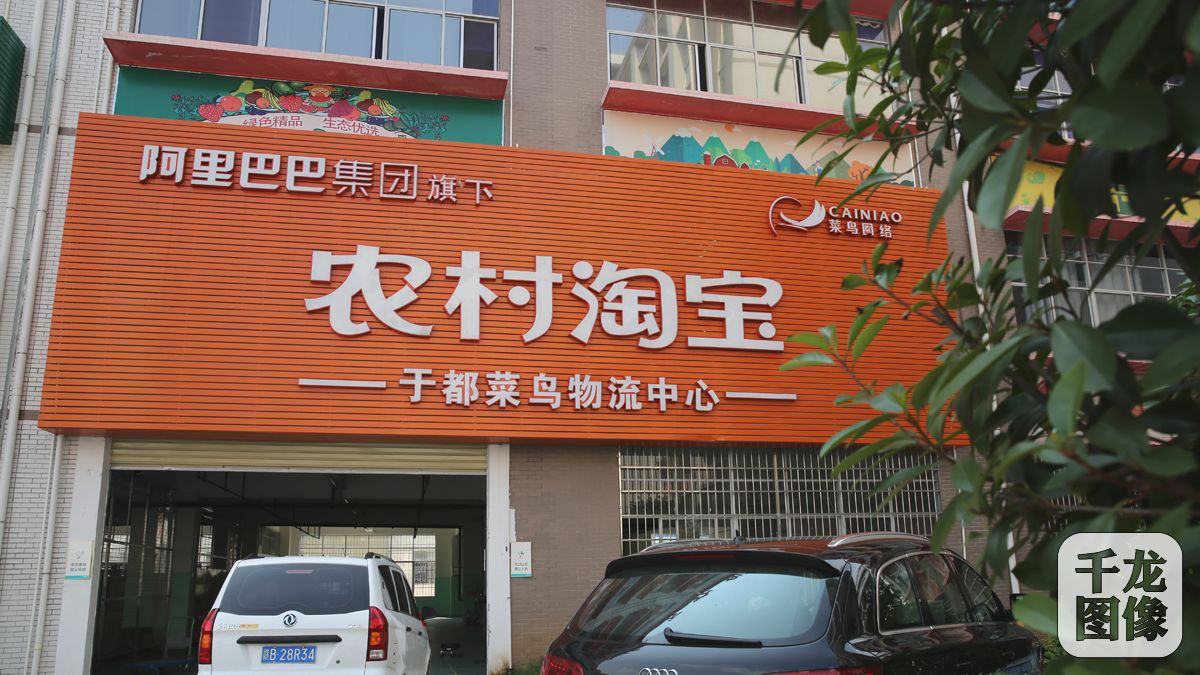 绿色精品 生态优选
阿里巴巴集团旗下
CAINIAO
菜鸟网络
农村淘宝
于都菜鸟物流中心
赣B·28R34
千龙
图像